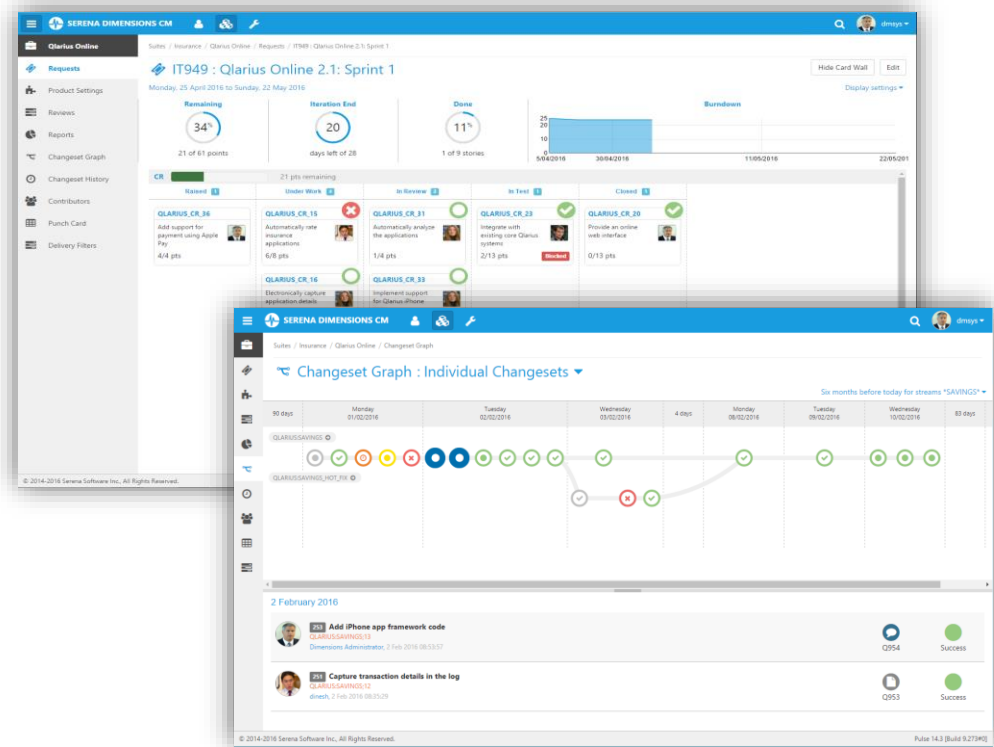 SERENA DIMENSIONS CM
dmsys
Qlarius Online
Requests
Product Settings
Reviews
Reports
Changeset Graph
Changeset History
Contributors
Punch Card
Delivery Filters
Suites / Insurance / Qlarius Online / Requests / IT949 : Qlarius Online 2.1: Sprint 1
IT949 : Qlarius Online 2.1: Sprint 1
Hide Card Wall Edit
Monday, 25 April 2016 to Sunday, 22 May 2016
Display settings
Remaining
34%
21 of 61 points
Iteration End
20
days left of 28
Done
11%
1 of 9 stories
Burndown
25
20
10
0
5/04/2016 30/04/2016 11/05/2016 22/05/201
CR 21 pts remaining
Raised Under Work In Review In Test Closed
QLARIUS_CR_36
Add support for
payment using Apple
Pay
4/4 pts
QLARIUS_CR_15
Automatically rate
insurance
applications
6/8 pts
QLARIUS_CR_31
Automatically analyze
the applications
1/4 pts
QLARIUS_CR_23
Integrate with
existing core Qlarius
systems
2/13 pts Blocked
QLARIUS_CR_20
Provide an online
web interface
0/13 pts
QLARIUS_CR_16
Electronically capture
application details
QLARIUS_CR_33
Implement support
for Qlarius iPhone
© 2014-2016 Serena Software Inc., All Rights Reserved.
SERENA DIMENSIONS CM
dmsys
Suites / Insurance / Qlarius Online / Changeset Graph
Changeset Graph : Individual Changesets
Six months before today for streams *SAVINGS*
90 days
Monday
01/02/2016
Tuesday
02/02/2016
Wednesday
03/02/2016
4 days
Monday
08/02/2016
Tuesday
09/02/2016
Wednesday
10/02/2016
83 days
QLARIUS:SAVINGS
QLARIUS:SAVINGS_HOT_FIX
2 February 2016
253 Add iPhone app framework code
QLARIUS:SAVINGS;13
Dimensions Administrator, 2 Feb 2016 08:53:57
Q954 Success
251 Capture transaction details in the log
QLARIUS:SAVINGS;12
dinesh, 2 Feb 2016 08:35:29
Q953 Success
© 2014-2016 Serena Software Inc., All Rights Reserved.
Pulse 14.3 [Build 9.273#0]